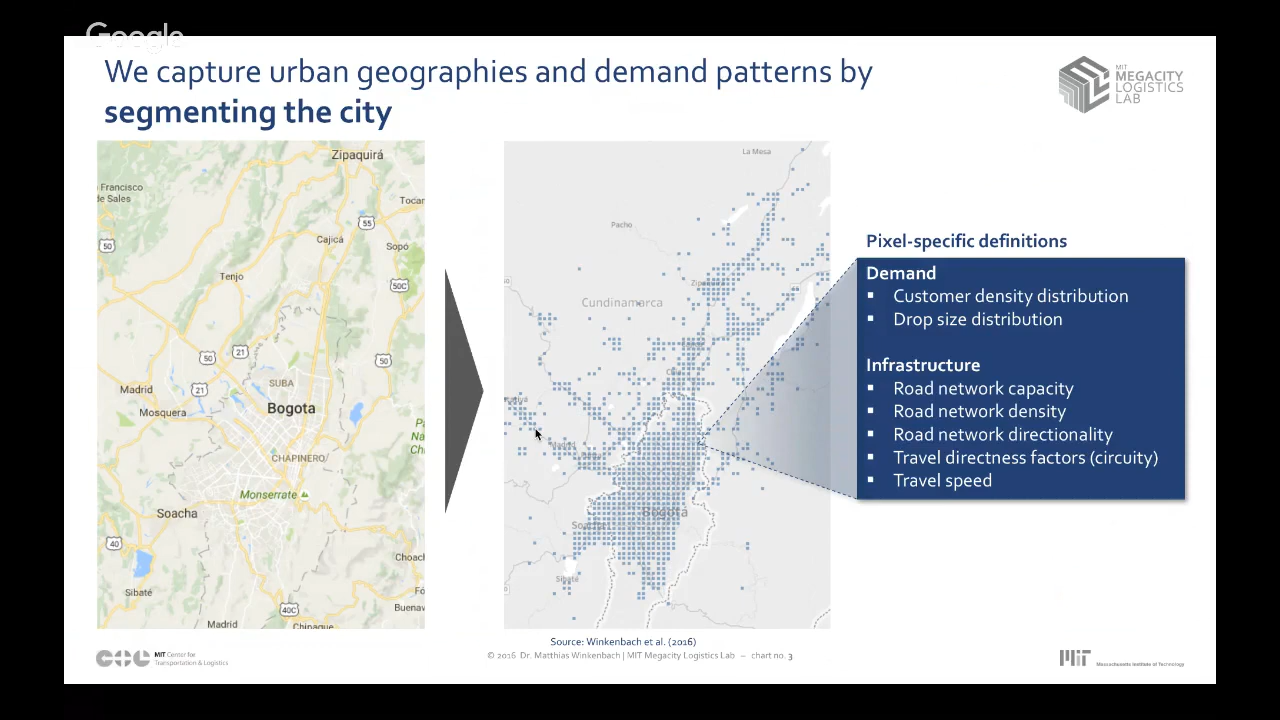 Google
We capture urban geographies and demand patterns by
segmenting the city
MIT
MEGACITY
LOGISTICS
LAB
Zipaquirá
Francisco
de Sales
Tocan
55
50
Cajicá
Sopó
Tenjo
50C
50
21
50
21
SUBA
Madrid
Mosquera
Bogota
CHAPINERO
Monserrate
Soacha
40
Choach
Sibaté
40C
Buenav
Madrid
Chipaque
La Mesa
Pacho
Cundinamarca
Bogotá
Soacha
Sibaté
Pixel-specific definitions
Demand
▪ Customer density distribution
▪ Drop size distribution
Infrastructure
▪ Road network capacity
▪ Road network density
▪ Road network directionality
▪ Travel directness factors (circuity)
▪ Travel speed
Source: Winkenbach et al. (2016)
© 2016 Dr. Matthias Winkenbach | MIT Megacity Logistics Lab – chart no. 3
MIT Center for
Transportation & Logistics
Massachusetts Institute of Technology